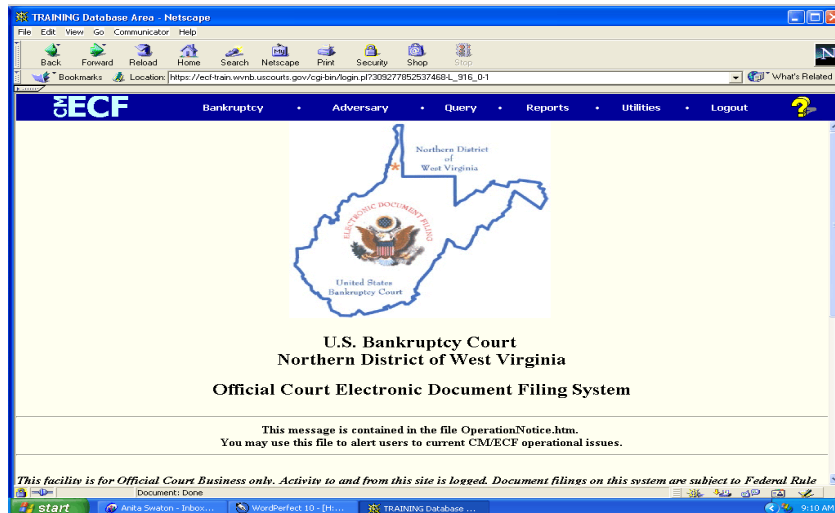 TRAINING Database Area - Netscape
File Edit View Go Communicator Help
Back Forward Reload Home Search Netscape Print Security Shop Stop
Bookmarks Location: https://ecf-train.wvnb.uscourts.gov/cgi-bin/login.pl?309277852537468-L_916_0-1 What's Related
CM ECF Bankruptcy • Adversary • Query • Reports • Utilities • Logout ?
Northern District
of
West Virginia
ELECTRONIC DOCUMENT FILING
United States
Bankruptcy Court
U.S. Bankruptcy Court
Northern District of West Virginia
Official Court Electronic Document Filing System
This message is contained in the file OperationNotice.htm.
You may use this file to alert users to current CM/ECF operational issues.
This facility is for Official Court Business only. Activity to and from this site is logged. Document filings on this system are subject to Federal Rule
Document: Done
start Anita Swaton - Inbox... WordPerfect 10 - [H:... TRAINING Database ... 9:10 AM